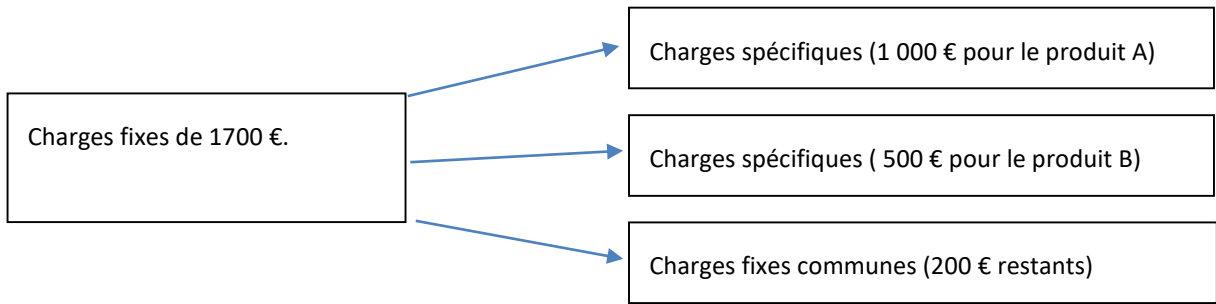 Charges spécifiques (1 000 € pour le produit A)
Charges fixes de 1700 €.
Charges spécifiques ( 500 € pour le produit B)
Charges fixes communes (200 € restants)